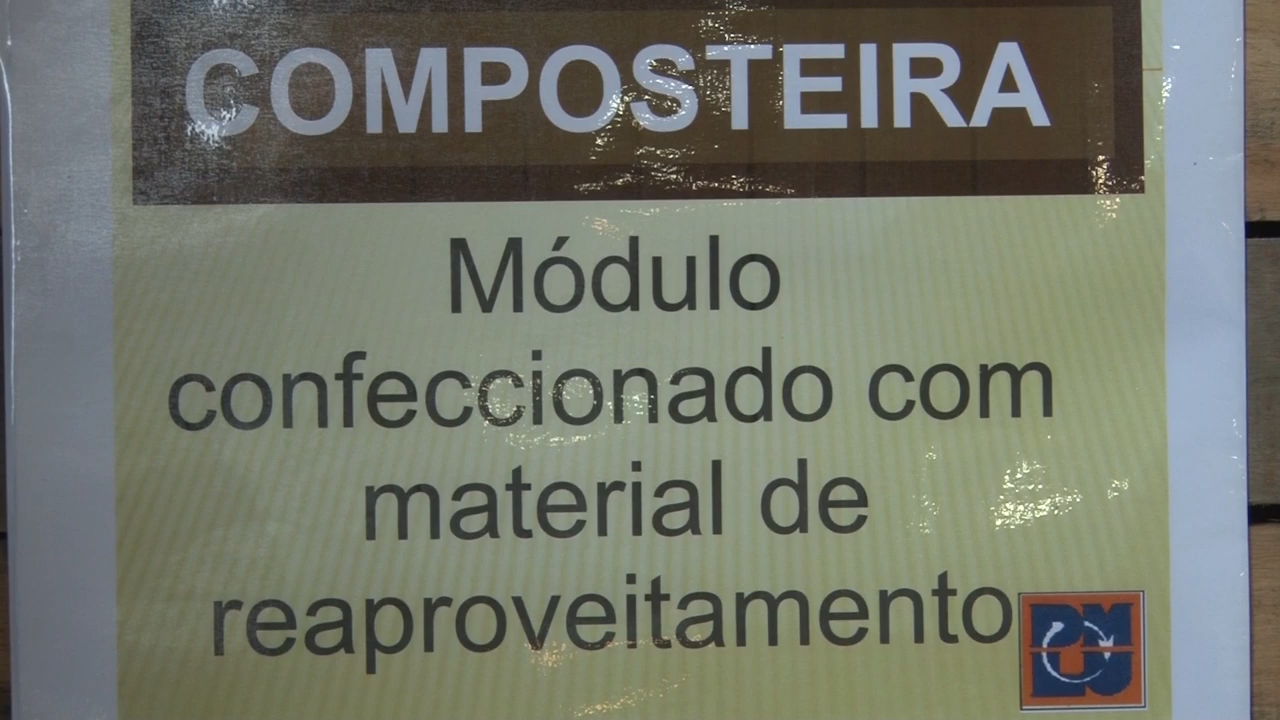 COMPOSTEIRA
Módulo
confeccionado com
material de
reaproveitamento